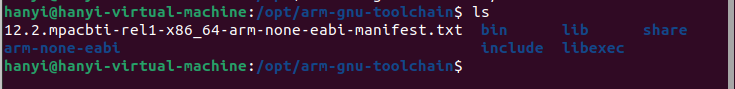 hanyi@hanyi-virtual-machine:/opt/arm-gnu-toolchain$ ls
12.2.mpacbti-rel1-x86_64-arm-none-eabi-manifest.txt  bin      lib      share
arm-none-eabi                                        include  libexec
hanyi@hanyi-virtual-machine:/opt/arm-gnu-toolchain$